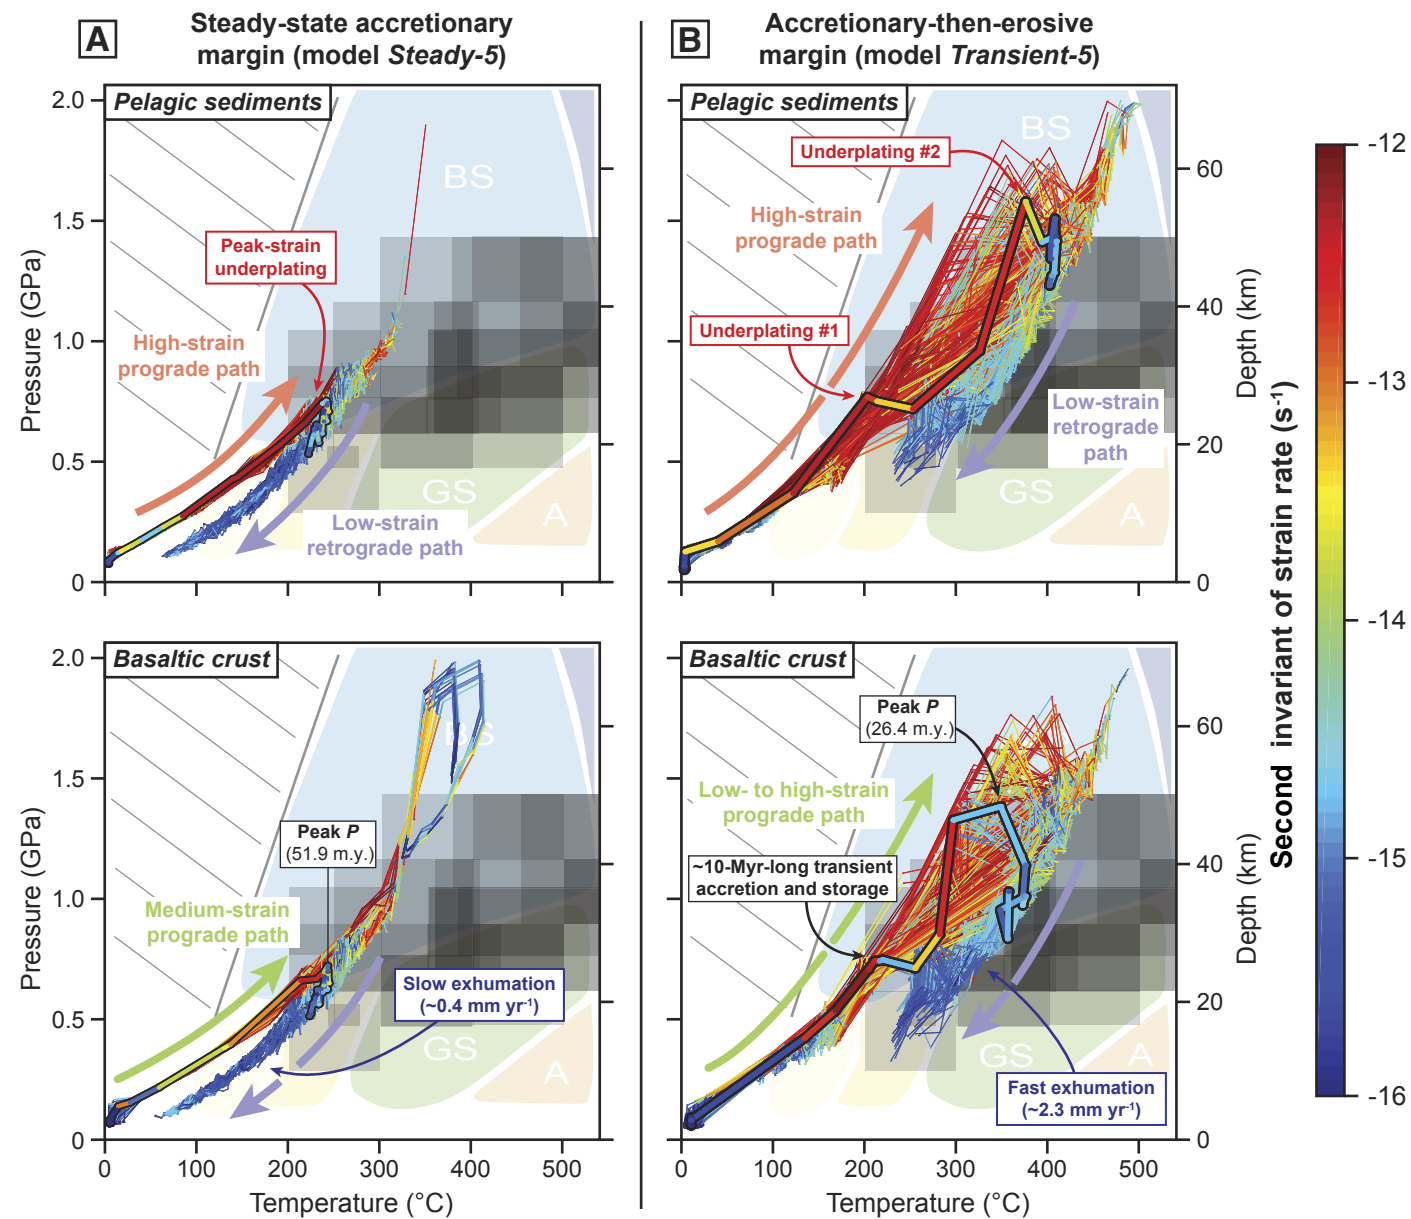 A
Steady-state accretionary
margin (model Steady-5)
B
Accretionary-then-erosive
margin (model Transient-5)
Pelagic sediments
2.0
1.5
1.0
0.5
0
Pressure (GPa)
BS
GS
A
Peak-strain
underplating
High-strain
prograde path
Low-strain
retrograde path
Pelagic sediments
BS
GS
A
Underplating #2
High-strain
prograde path
Underplating #1
Low-strain
retrograde
path
60
40
20
0
Depth (km)
Basaltic crust
2.0
1.5
1.0
0.5
0
Pressure (GPa)
BS
GS
A
Peak P
(51.9 m.y.)
Medium-strain
prograde path
Slow exhumation
(~0.4 mm yr-1)
0
100
200
300
400
500
Temperature (°C)
Basaltic crust
GS
A
Peak P
(26.4 m.y.)
Low- to high-strain
prograde path
~10-Myr-long transient
accretion and storage
Fast exhumation
(~2.3 mm yr-1)
60
40
20
0
Depth (km)
0
100
200
300
400
500
Temperature (°C)
Second invariant of strain rate (s-1)
-12
-13
-14
-15
-16